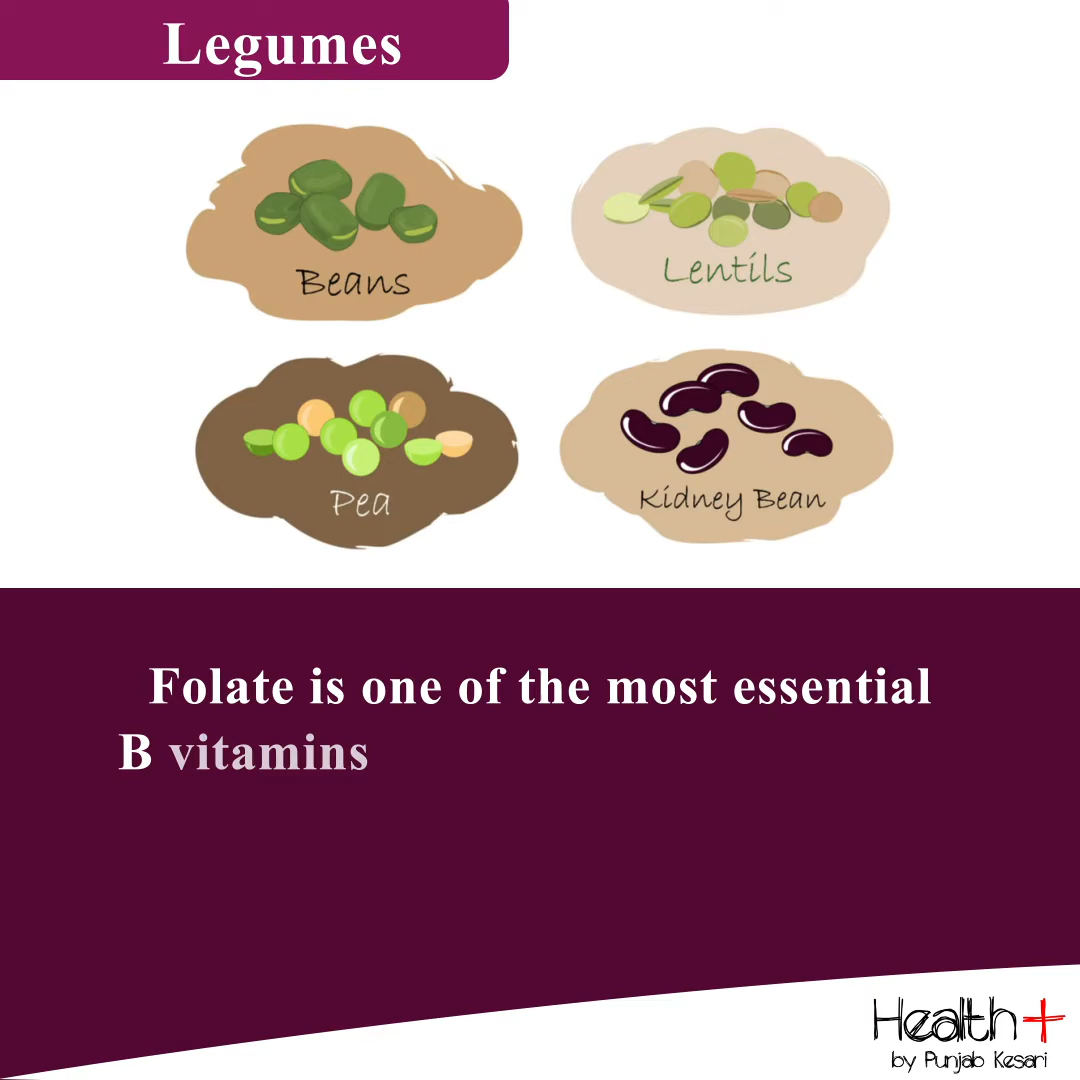 Legumes
Beans
Lentils
Pea
Kidney Bean
Folate is one of the most essential
B vitamins
Health+
by Punjab Kesari